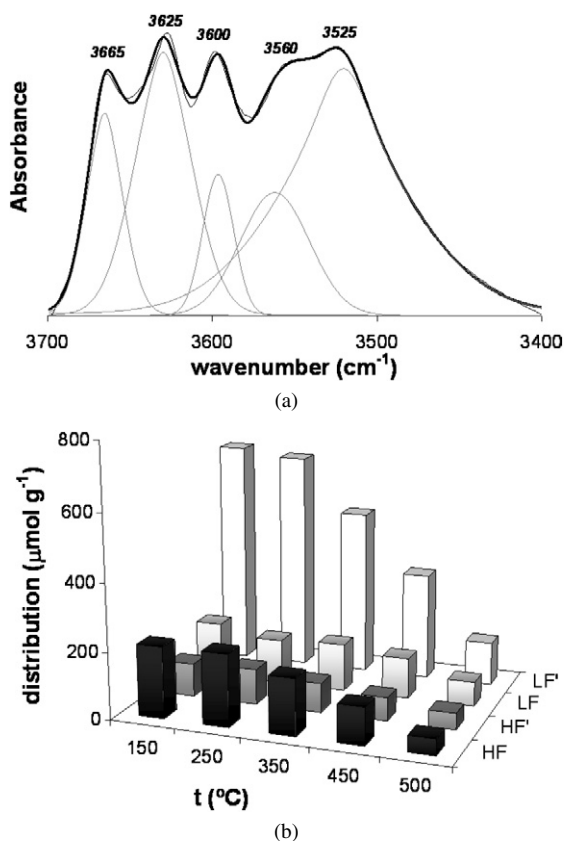 3665 3625 3600 3560 3525
Absorbance
3700 3600 3500 3400
wavenumber (cm⁻¹)
(a)
800
600
400
200
0
distribution (μmol g⁻¹)
150 250 350 450 500
t (ºC)
LF'
LF
HF'
HF
(b)